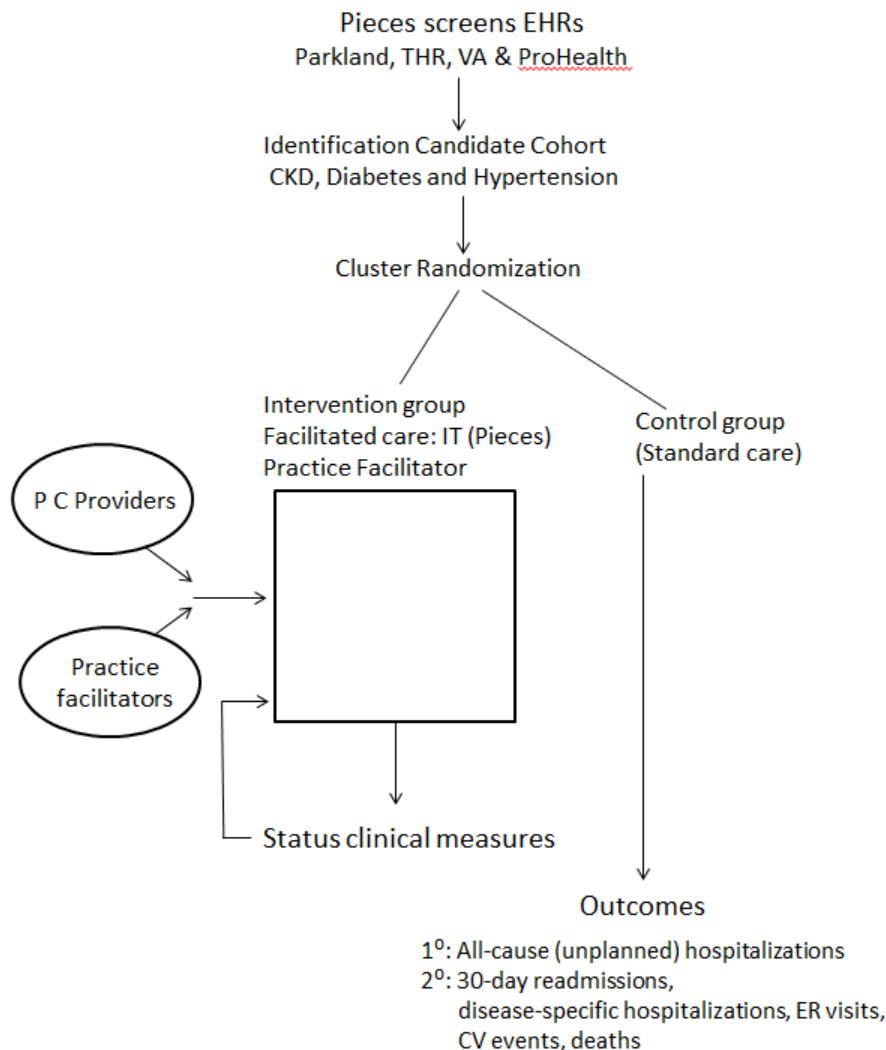 Pieces screens EHRs
Parkland, THR, VA & ProHealth
Identification Candidate Cohort
CKD, Diabetes and Hypertension
Cluster Randomization
Intervention group
Facilitated care: IT (Pieces)
Practice Facilitator
Control group
(Standard care)
P C Providers
Practice
facilitators
Status clinical measures
Outcomes
1⁰: All-cause (unplanned) hospitalizations
2⁰: 30-day readmissions,
disease-specific hospitalizations, ER visits,
CV events, deaths